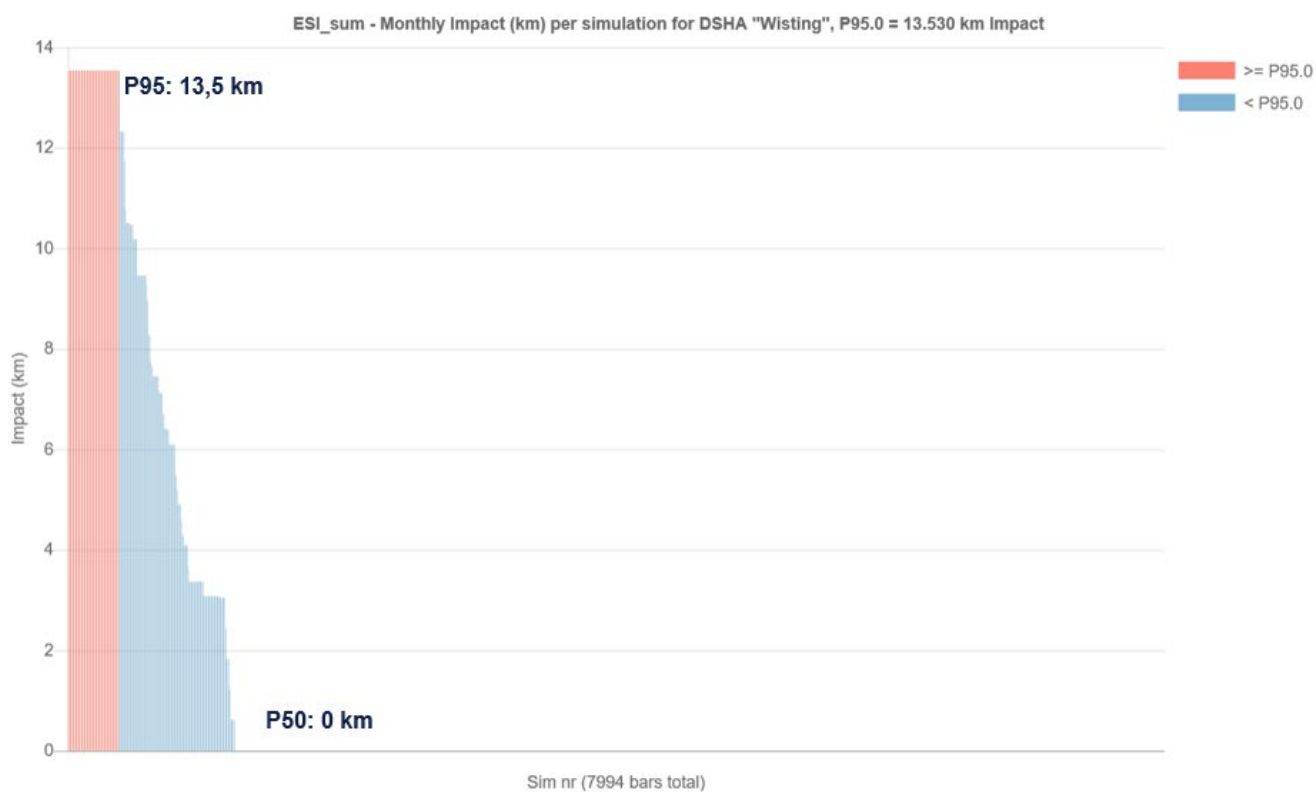 ESI_sum - Monthly Impact (km) per simulation for DSHA "Wisting", P95.0 = 13.530 km Impact
14
12
10
8
6
4
2
0
Impact (km)
P95: 13,5 km
P50: 0 km
>= P95.0
< P95.0
Sim nr (7994 bars total)